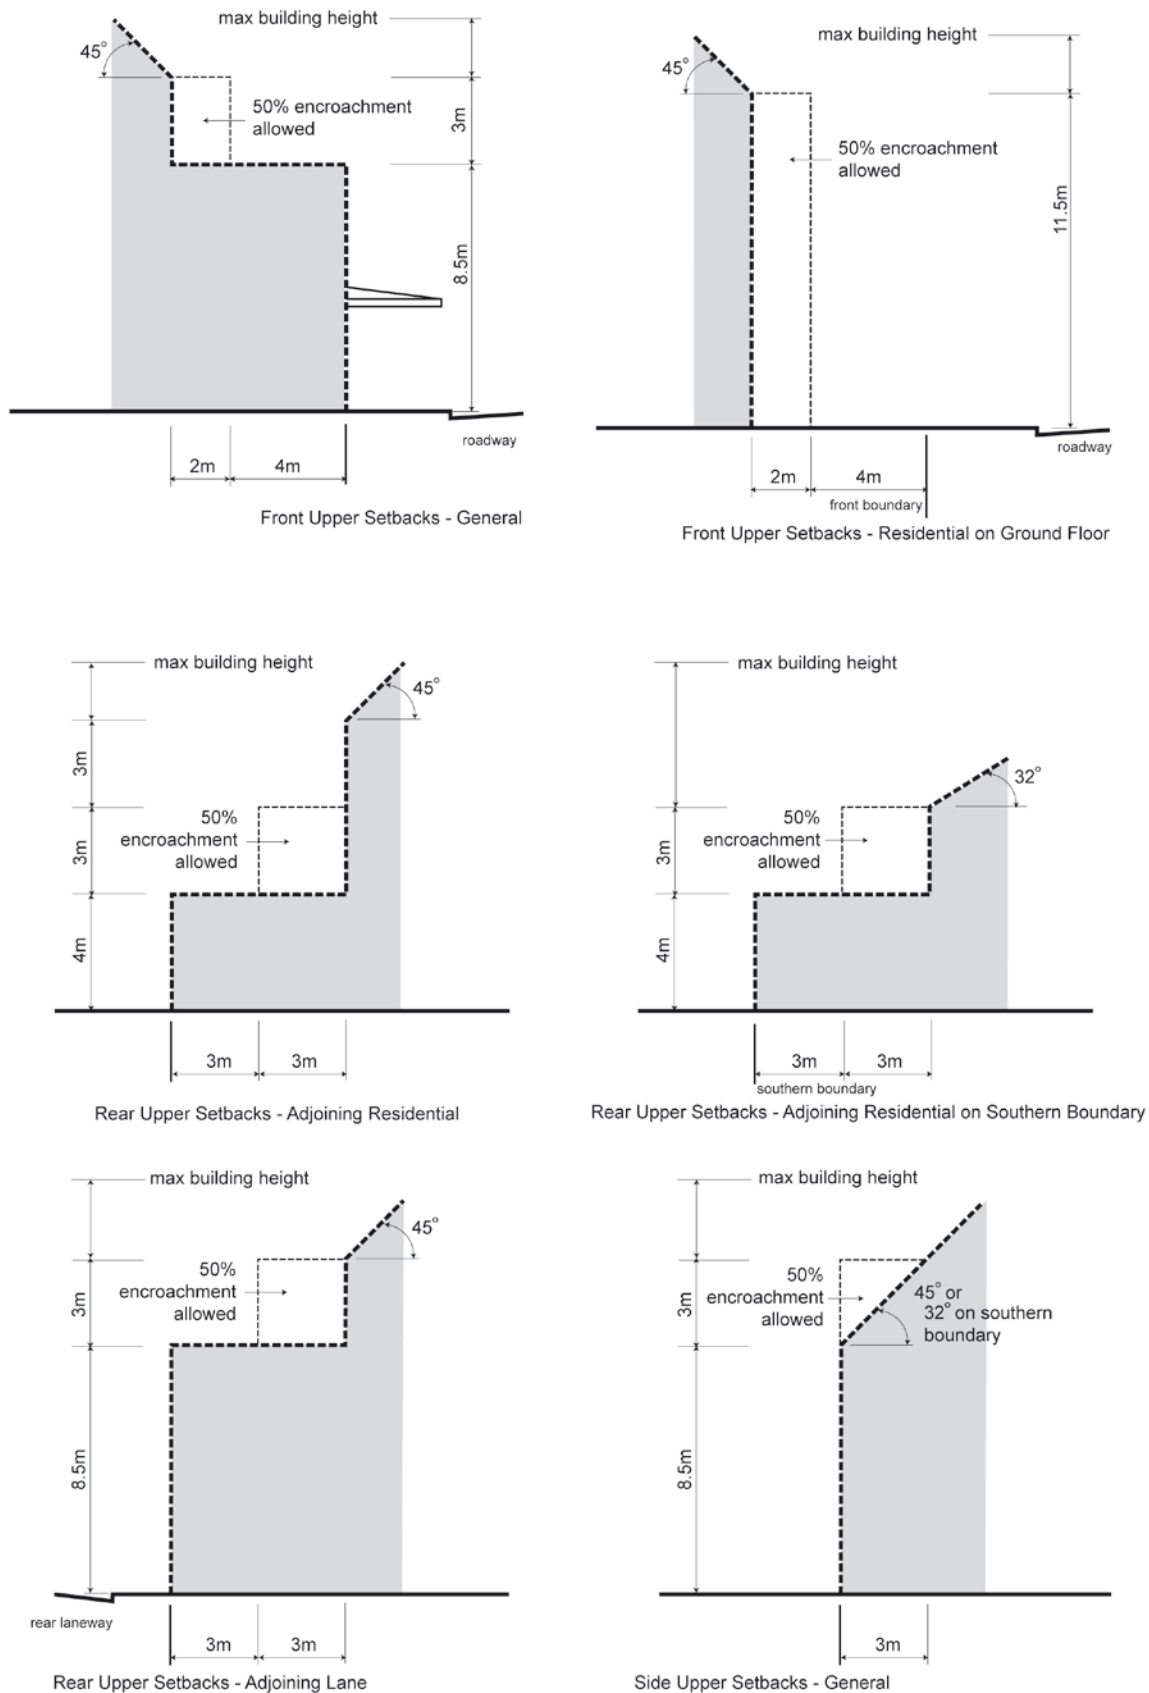 max building height
45°
50% encroachment
allowed
3m
8.5m
roadway
2m
4m
Front Upper Setbacks - General
max building height
45°
50% encroachment
allowed
11.5m
roadway
2m
4m
front boundary
Front Upper Setbacks - Residential on Ground Floor
max building height
45°
3m
50%
encroachment
allowed
3m
4m
3m
3m
Rear Upper Setbacks - Adjoining Residential
max building height
32°
50%
encroachment
allowed
3m
4m
3m
3m
southern boundary
Rear Upper Setbacks - Adjoining Residential on Southern Boundary
max building height
45°
50%
encroachment
allowed
3m
8.5m
rear laneway
3m
3m
Rear Upper Setbacks - Adjoining Lane
max building height
50%
encroachment
allowed
45° or
32° on southern
boundary
3m
8.5m
3m
Side Upper Setbacks - General